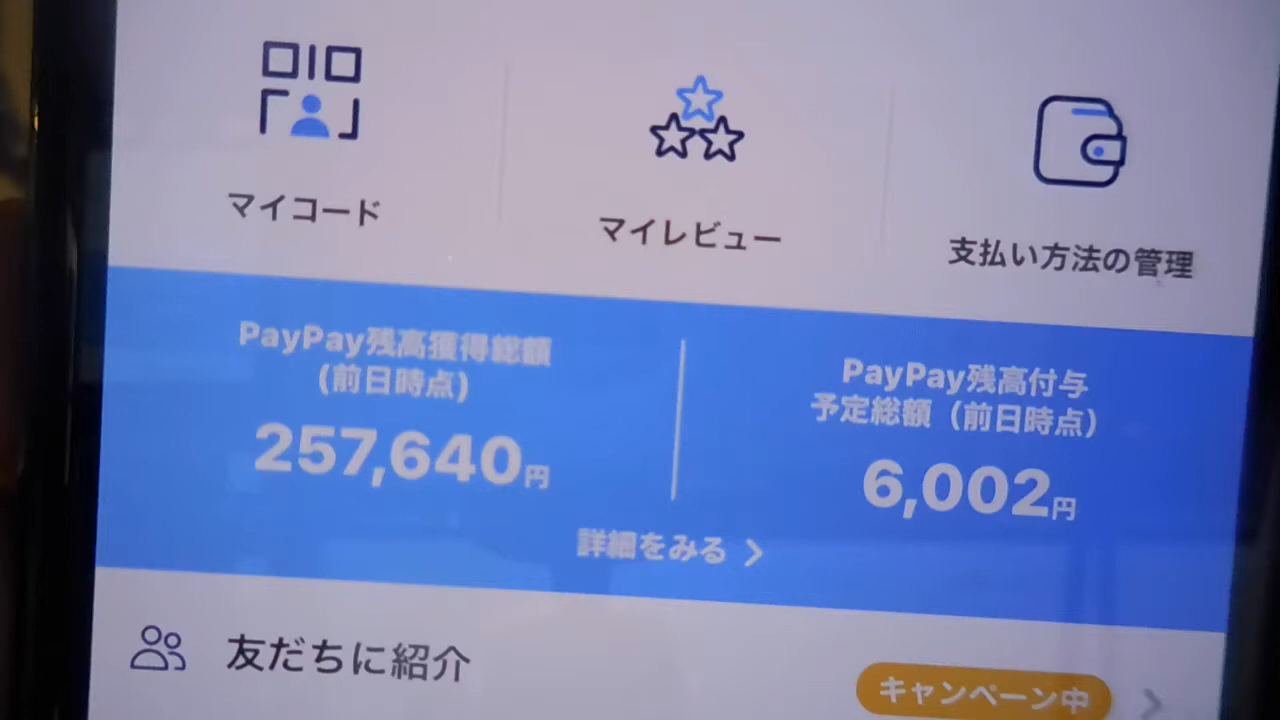 マイコード
マイレビュー
支払い方法の管理
PayPay残高獲得総額
(前日時点)
257,640円
PayPay残高付与
予定総額（前日時点）
6,002円
詳細をみる
友だちに紹介
キャンペーン中